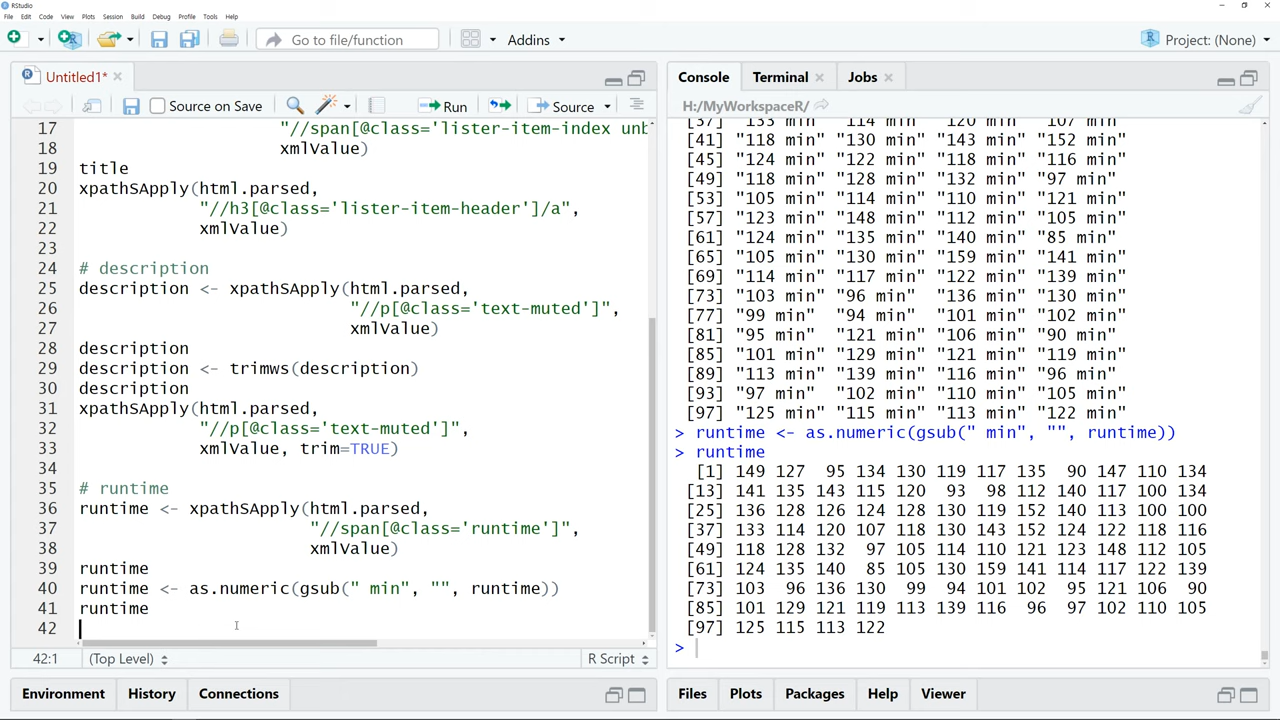 RStudio
File Edit Code View Plots Session Build Debug Profile Tools Help
Go to file/function Addins Project: (None)
Untitled1*
Source on Save Run Source
17 "//span[@class='lister-item-index unb
18 xmlValue)
19 title
20 xpathSApply(html.parsed,
21 "//h3[@class='lister-item-header']/a",
22 xmlValue)
23
24 # description
25 description <- xpathSApply(html.parsed,
26 "//p[@class='text-muted']",
27 xmlValue)
28 description
29 description <- trimws(description)
30 description
31 xpathSApply(html.parsed,
32 "//p[@class='text-muted']",
33 xmlValue, trim=TRUE)
34
35 # runtime
36 runtime <- xpathSApply(html.parsed,
37 "//span[@class='runtime']",
38 xmlValue)
39 runtime
40 runtime <- as.numeric(gsub(" min", "", runtime))
41 runtime
42
42:1 (Top Level) R Script
Environment History Connections
Console Terminal Jobs
H:/MyWorkspaceR/
[37] "133 min" "114 min" "120 min" "107 min"
[41] "118 min" "130 min" "143 min" "152 min"
[45] "124 min" "122 min" "118 min" "116 min"
[49] "118 min" "128 min" "132 min" "97 min"
[53] "105 min" "114 min" "110 min" "121 min"
[57] "123 min" "148 min" "112 min" "105 min"
[61] "124 min" "135 min" "140 min" "85 min"
[65] "105 min" "130 min" "159 min" "141 min"
[69] "114 min" "117 min" "122 min" "139 min"
[73] "103 min" "96 min" "136 min" "130 min"
[77] "99 min" "94 min" "101 min" "102 min"
[81] "95 min" "121 min" "106 min" "90 min"
[85] "101 min" "129 min" "121 min" "119 min"
[89] "113 min" "139 min" "116 min" "96 min"
[93] "97 min" "102 min" "110 min" "105 min"
[97] "125 min" "115 min" "113 min" "122 min"
> runtime <- as.numeric(gsub(" min", "", runtime))
> runtime
[1] 149 127 95 134 130 119 117 135 90 147 110 134
[13] 141 135 143 115 120 93 98 112 140 117 100 134
[25] 136 128 126 124 128 130 119 152 140 113 100 100
[37] 133 114 120 107 118 130 143 152 124 122 118 116
[49] 118 128 132 97 105 114 110 121 123 148 112 105
[61] 124 135 140 85 105 130 159 141 114 117 122 139
[73] 103 96 136 130 99 94 101 102 95 121 106 90
[85] 101 129 121 119 113 139 116 96 97 102 110 105
[97] 125 115 113 122
>
Files Plots Packages Help Viewer